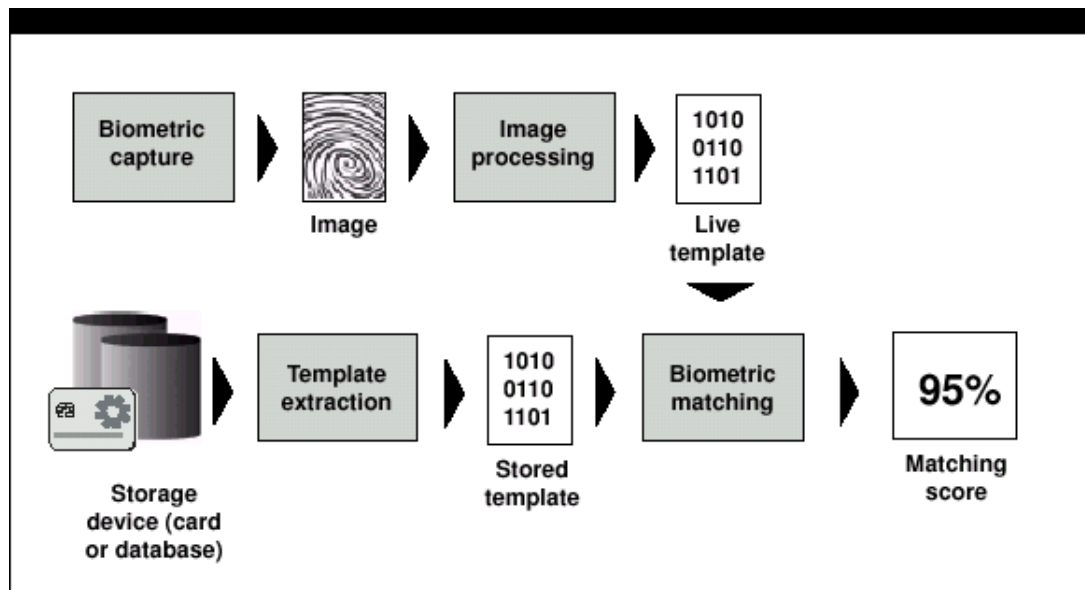 Biometric
capture
Image
Image
processing
1010
0110
1101
Live
template
Storage
device (card
or database)
Template
extraction
1010
0110
1101
Stored
template
Biometric
matching
95%
Matching
score